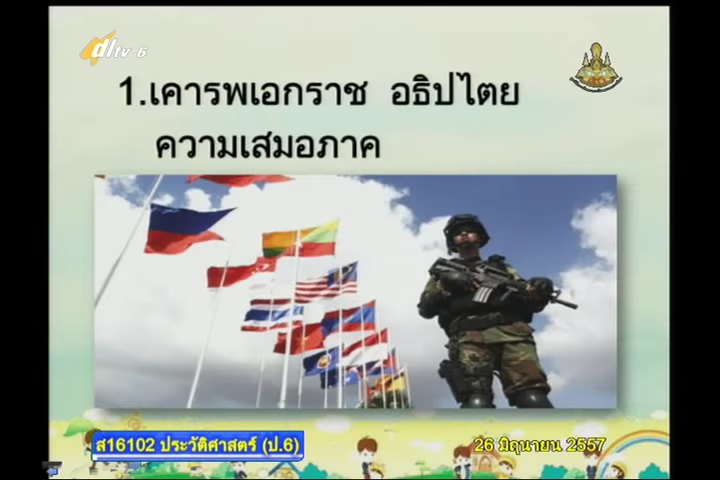 dltv 6
1.เคารพเอกราช อธิปไตย
ความเสมอภาค
ส16102 ประวัติศาสตร์ (ป.6)
26 มิถุนายน 2557